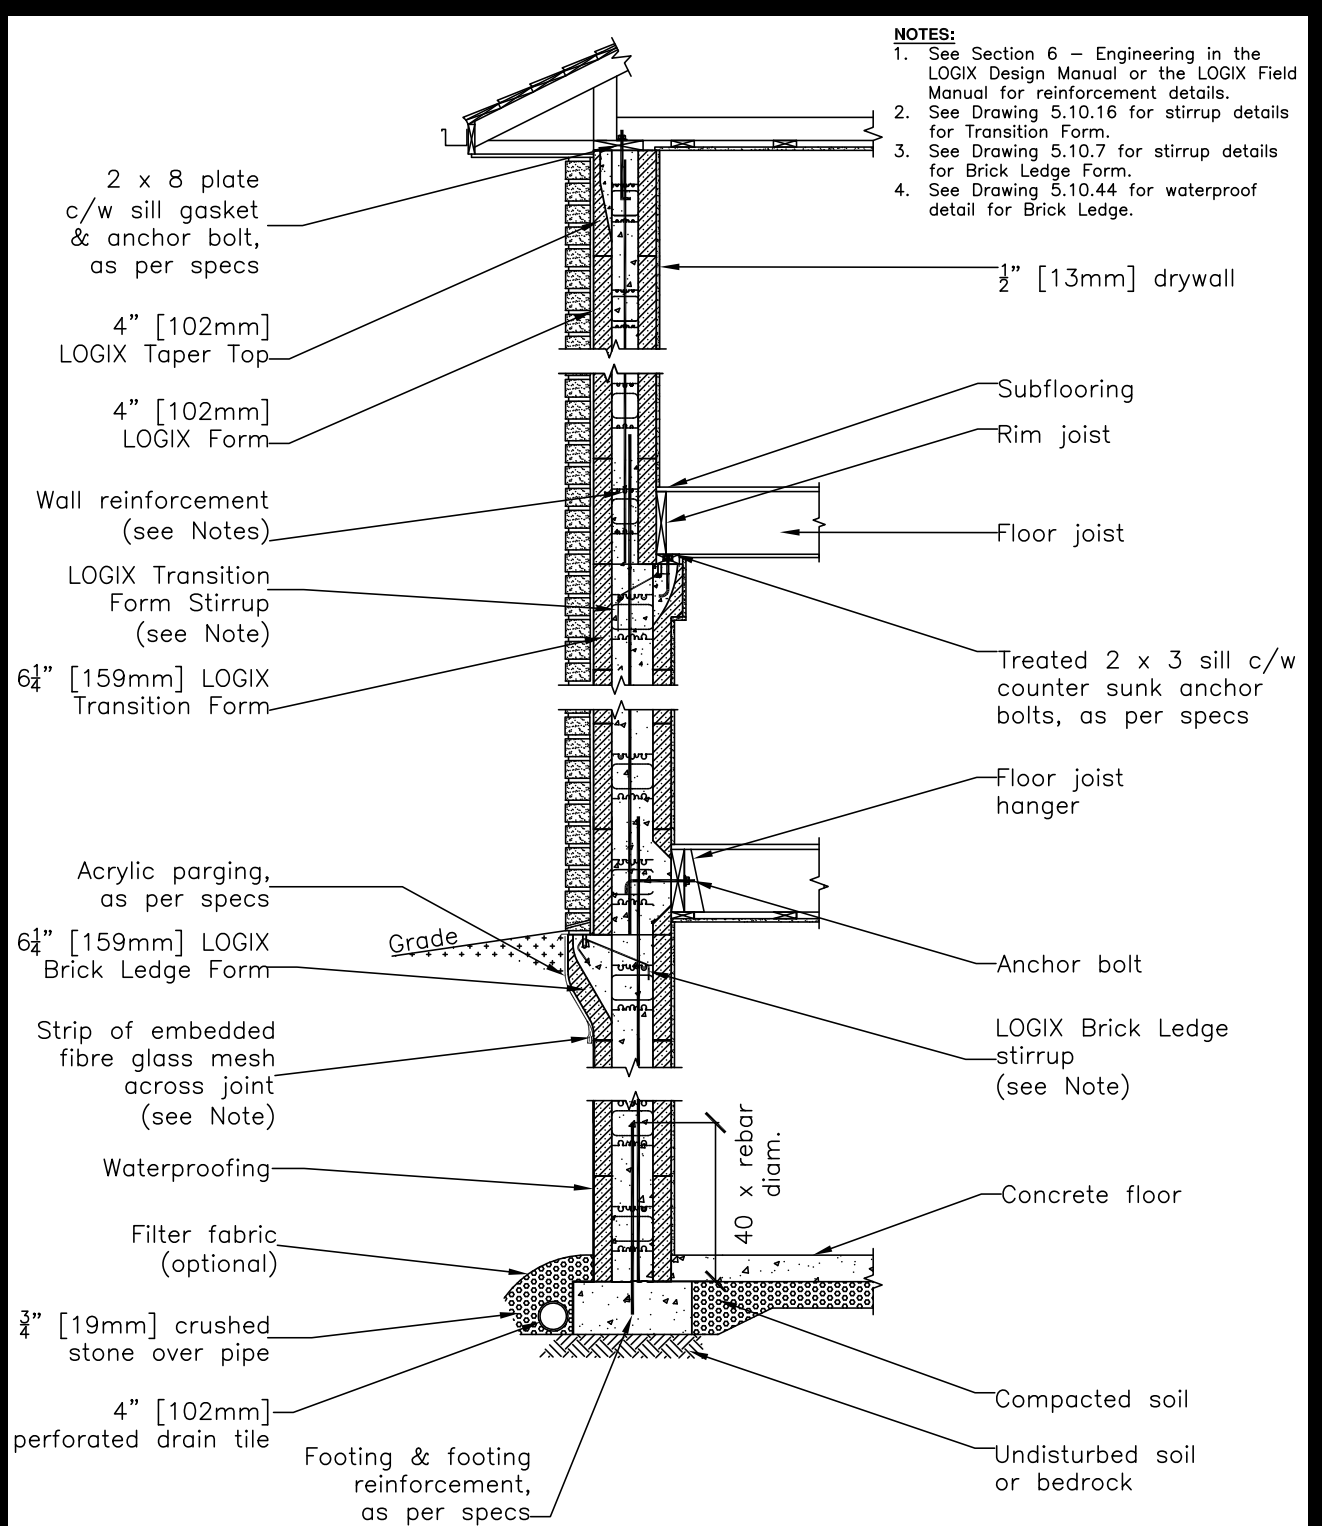 NOTES:
1. See Section 6 – Engineering in the
LOGIX Design Manual or the LOGIX Field
Manual for reinforcement details.
2. See Drawing 5.10.16 for stirrup details
for Transition Form.
3. See Drawing 5.10.7 for stirrup details
for Brick Ledge Form.
4. See Drawing 5.10.44 for waterproof
detail for Brick Ledge.
2 x 8 plate
c/w sill gasket
& anchor bolt,
as per specs
4” [102mm]
LOGIX Taper Top
4” [102mm]
LOGIX Form
Wall reinforcement
(see Notes)
LOGIX Transition
Form Stirrup
(see Note)
6¼” [159mm] LOGIX
Transition Form
Acrylic parging,
as per specs
Grade
6¼” [159mm] LOGIX
Brick Ledge Form
Strip of embedded
fibre glass mesh
across joint
(see Note)
Waterproofing
Filter fabric
(optional)
¾” [19mm] crushed
stone over pipe
4” [102mm]
perforated drain tile
Footing & footing
reinforcement,
as per specs
½” [13mm] drywall
Subflooring
Rim joist
Floor joist
Treated 2 x 3 sill c/w
counter sunk anchor
bolts, as per specs
Floor joist
hanger
Anchor bolt
LOGIX Brick Ledge
stirrup
(see Note)
40 x rebar
diam.
Concrete floor
Compacted soil
Undisturbed soil
or bedrock